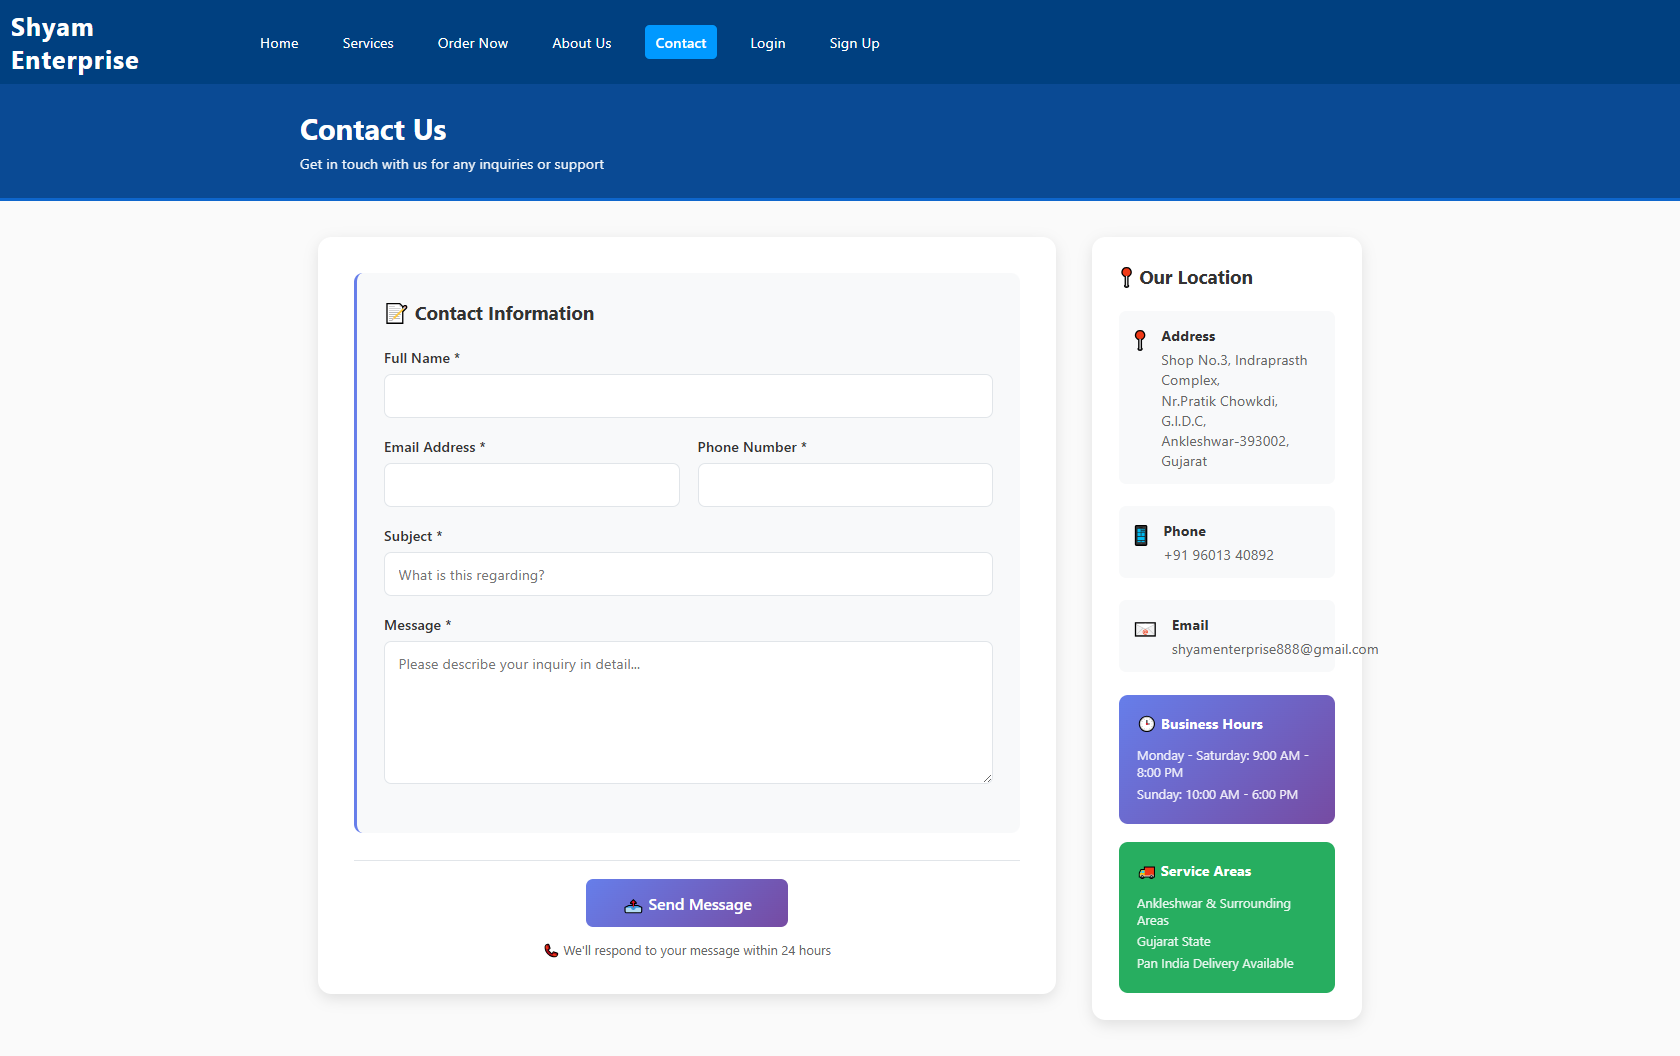 Shyam
Enterprise
Home
Services
Order Now
About Us
Contact
Login
Sign Up
Contact Us
Get in touch with us for any inquiries or support
Contact Information
Full Name *
Email Address *
Phone Number *
Subject *
What is this regarding?
Message *
Please describe your inquiry in detail...
Send Message
We'll respond to your message within 24 hours
Our Location
Address
Shop No.3, Indraprasth
Complex,
Nr.Pratik Chowkdi,
G.I.D.C,
Ankleshwar-393002,
Gujarat
Phone
+91 96013 40892
Email
shyamenterprise888@gmail.com
Business Hours
Monday - Saturday: 9:00 AM -
8:00 PM
Sunday: 10:00 AM - 6:00 PM
Service Areas
Ankleshwar & Surrounding
Areas
Gujarat State
Pan India Delivery Available